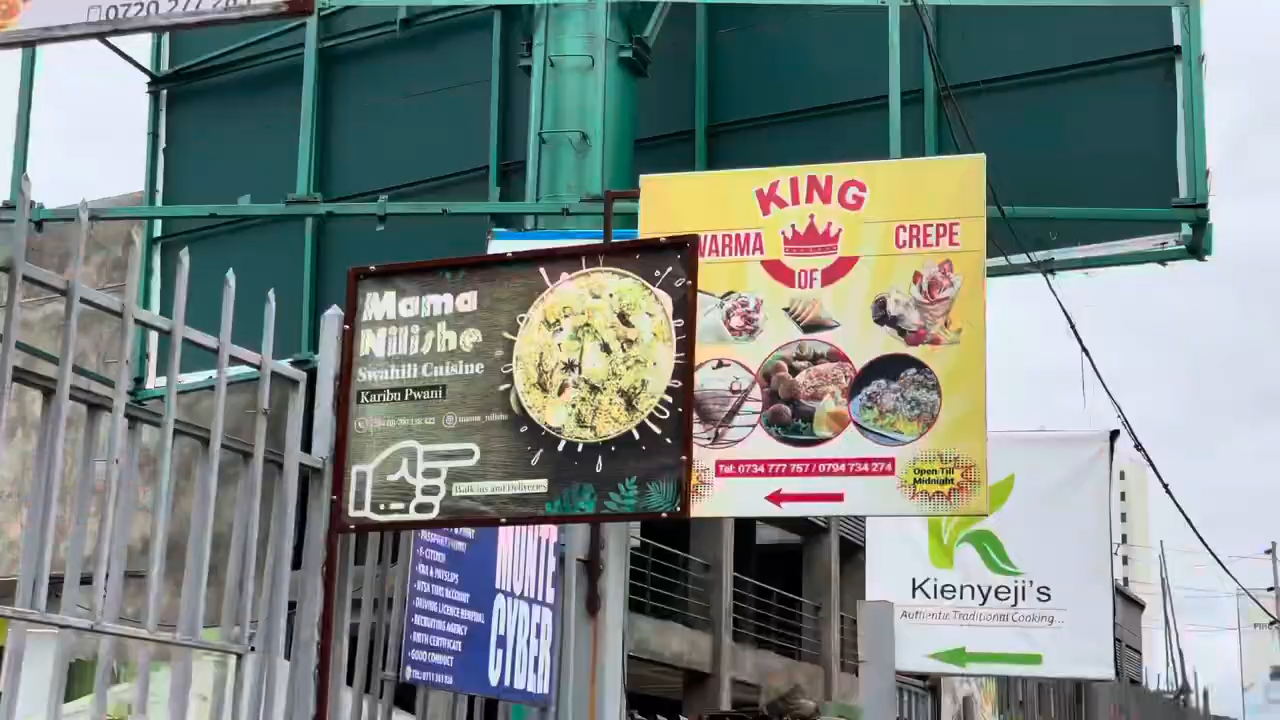 Mama
Nilishe
Swahili Cuisine
Karibu Pwani
Walk ins and Deliveries
KING
OF
CREPE
Tel: 0734 777 757 / 0794 734 274
Open Till
Midnight
MONTE
CYBER
• E-CITIZEN
• KRA & PAYSLIPS
• DRIVING LICENCE RENEWAL
• RECRUITING AGENCY
• BIRTH CERTIFICATE
• GOOD CONDUCT
Kienyeji's
Authentic Traditional Cooking...